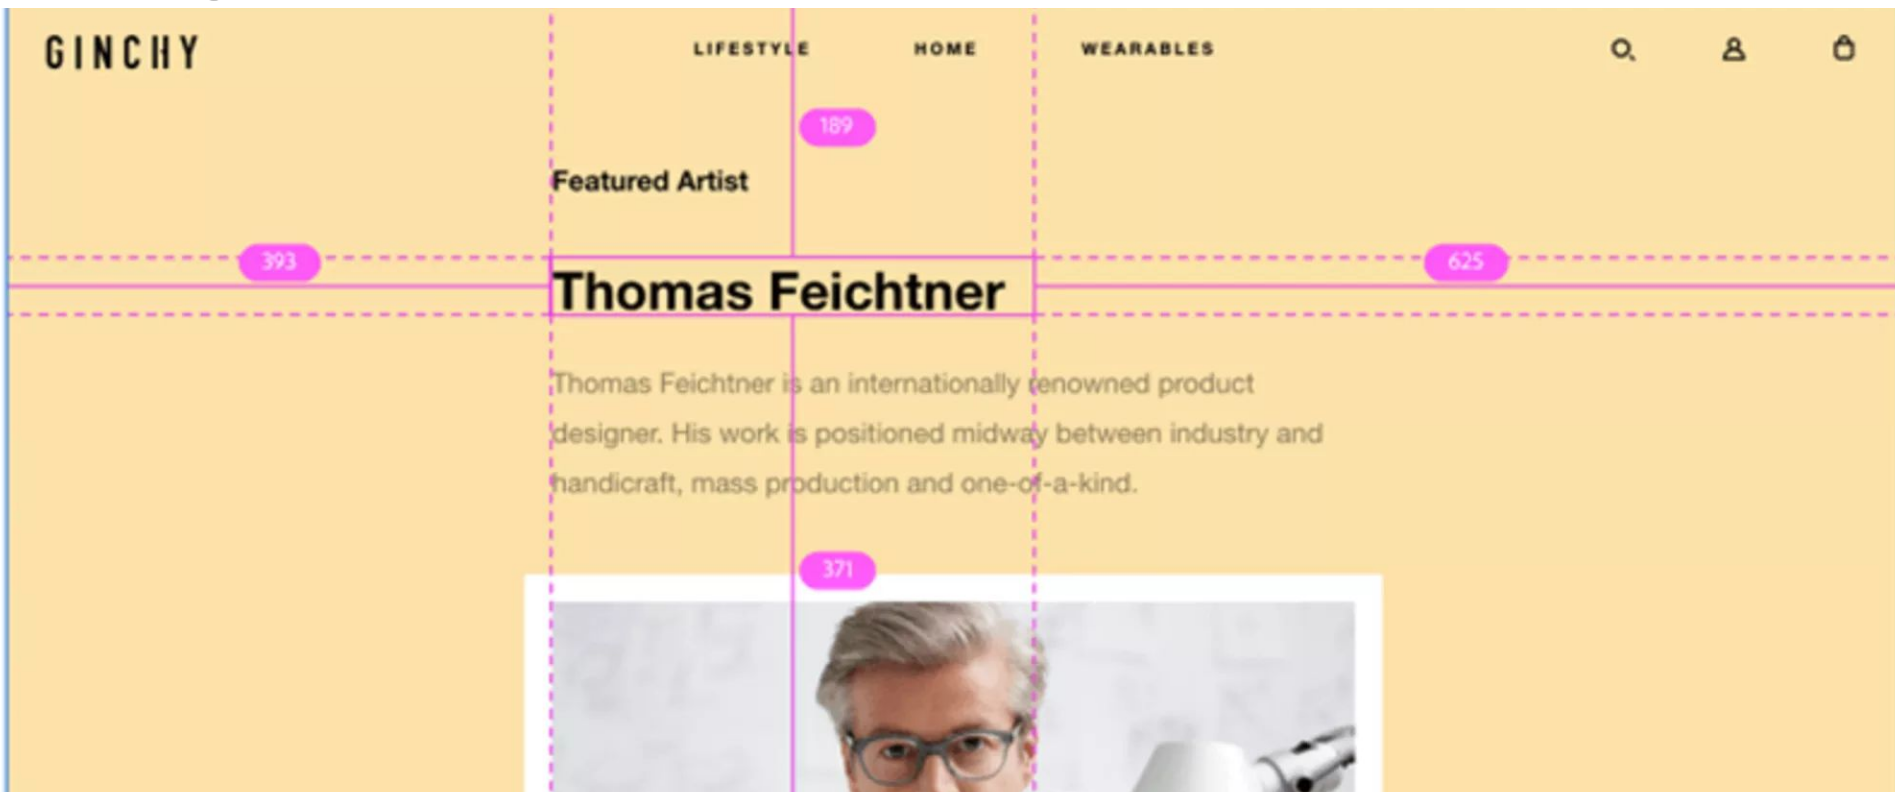 GINCHY
LIFESTYLE HOME WEARABLES
189
Featured Artist
393
625
Thomas Feichtner
Thomas Feichtner is an internationally renowned product
designer. His work is positioned midway between industry and
handicraft, mass production and one-of-a-kind.
371